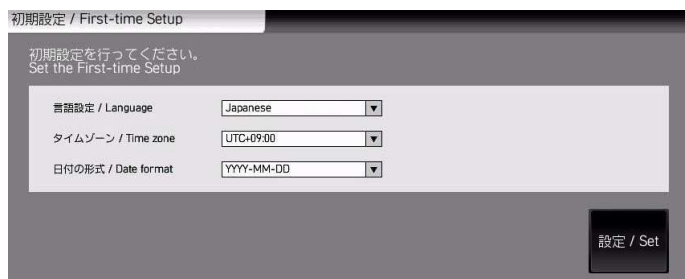 初期設定 / First-time Setup
初期設定を行ってください。
Set the First-time Setup
言語設定 / Language
Japanese
タイムゾーン / Time zone
UTC+09:00
日付の形式 / Date format
YYYY-MM-DD
設定 / Set